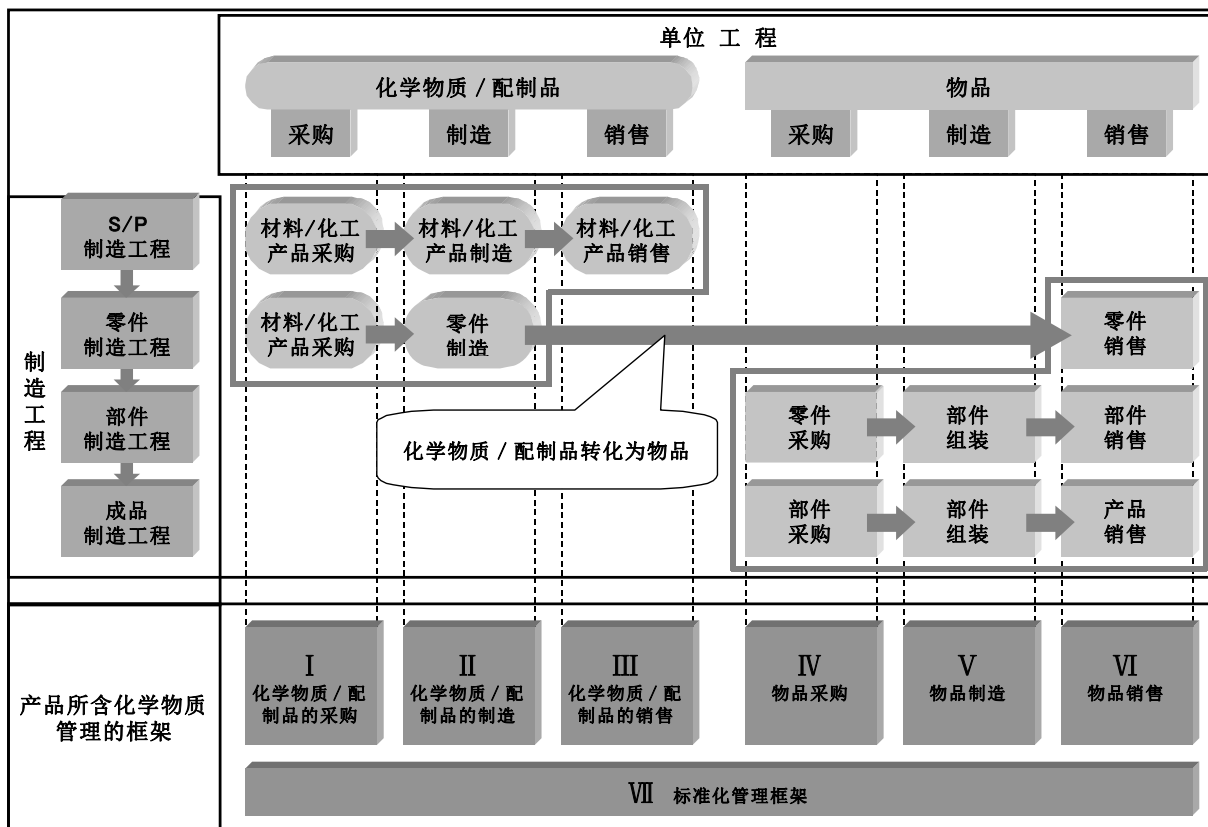 单位 工程
化学物质 / 配制品
物品
采购
制造
销售
采购
制造
销售
制造工程
S/P
制造工程
零件
制造工程
部件
制造工程
成品
制造工程
材料/化工
产品采购
材料/化工
产品制造
材料/化工
产品销售
材料/化工
产品采购
零件
制造
零件
销售
化学物质 / 配制品转化为物品
零件
采购
部件
组装
部件
销售
部件
采购
部件
组装
产品
销售
产品所含化学物质
管理的框架
Ⅰ
化学物质 / 配
制品的采购
Ⅱ
化学物质 / 配
制品的制造
Ⅲ
化学物质 / 配
制品的销售
Ⅳ
物品采购
Ⅴ
物品制造
Ⅵ
物品销售
Ⅶ 标准化管理框架